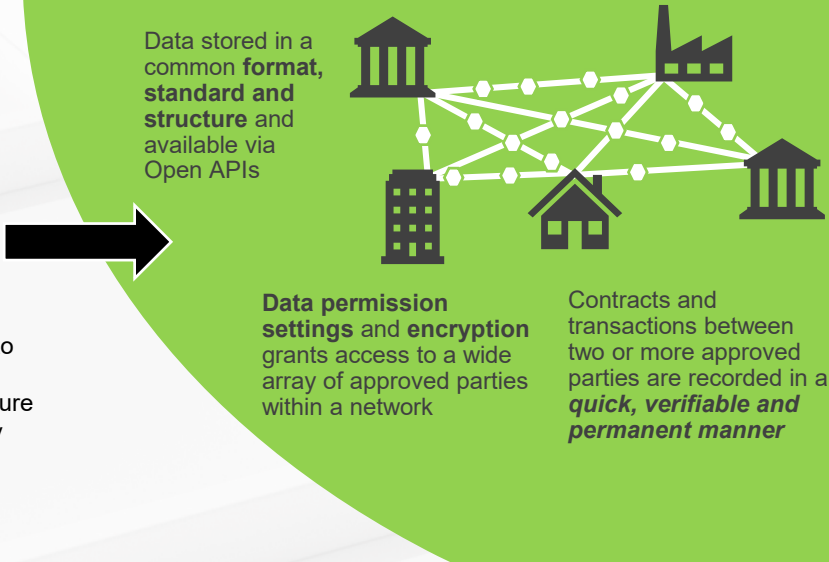 Data stored in a
common format,
standard and
structure and
available via
Open APIs
Data permission
settings and encryption
grants access to a wide
array of approved parties
within a network
Contracts and
transactions between
two or more approved
parties are recorded in a
quick, verifiable and
permanent manner